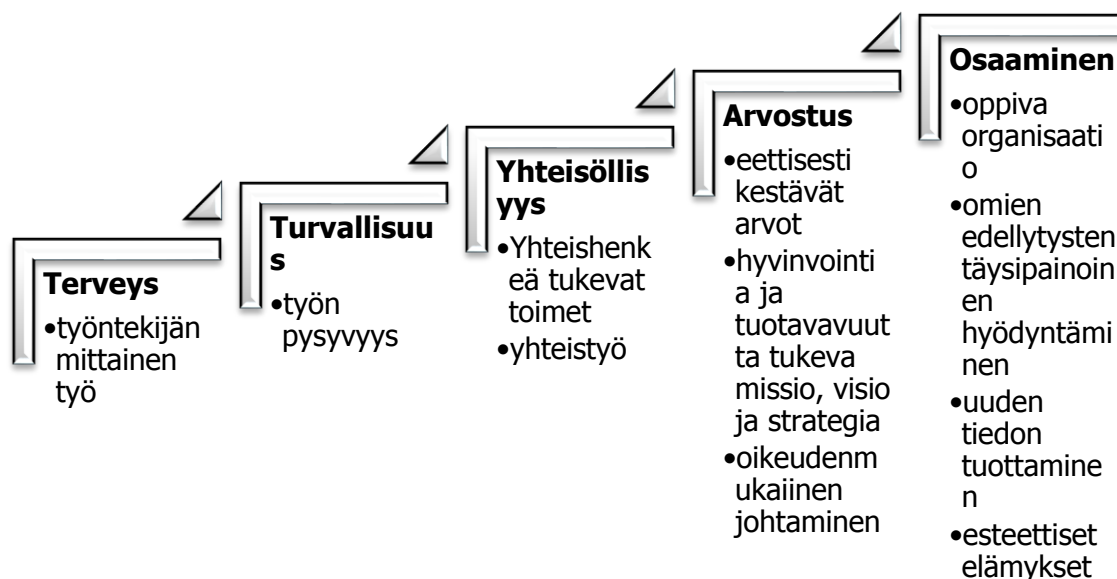 Terveys
•työntekijän
mittainen
työ
Turvallisuu
s
•työn
pysyvyys
Yhteisöllis
yys
•Yhteishenk
eä tukevat
toimet
•yhteistyö
Arvostus
•eettisesti
kestävät
arvot
•hyvinvointi
a ja
tuotavavuut
ta tukeva
missio, visio
ja strategia
•oikeudenm
ukaiinen
johtaminen
Osaaminen
•oppiva
organisaati
o
•omien
edellytysten
täysipainoin
en
hyödyntämi
nen
•uuden
tiedon
tuottamine
n
•esteettiset
elämykset